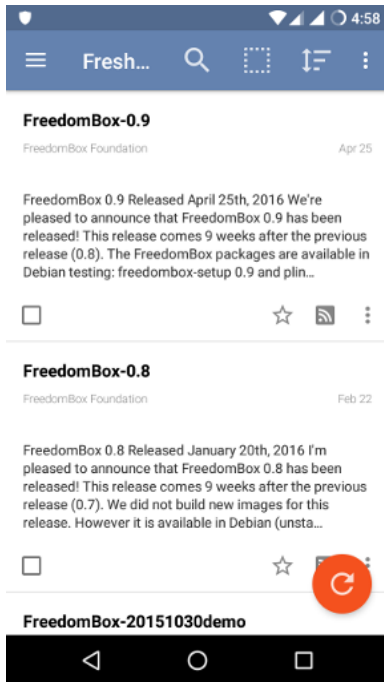 4:58
Fresh...
FreedomBox-0.9
FreedomBox Foundation Apr 25
FreedomBox 0.9 Released April 25th, 2016 We're
pleased to announce that FreedomBox 0.9 has been
released! This release comes 9 weeks after the previous
release (0.8). The FreedomBox packages are available in
Debian testing: freedombox-setup 0.9 and plin...
FreedomBox-0.8
FreedomBox Foundation Feb 22
FreedomBox 0.8 Released January 20th, 2016 I'm
pleased to announce that FreedomBox 0.8 has been
released! This release comes 9 weeks after the previous
release (0.7). We did not build new images for this
release. However it is available in Debian (unsta...
FreedomBox-20151030demo